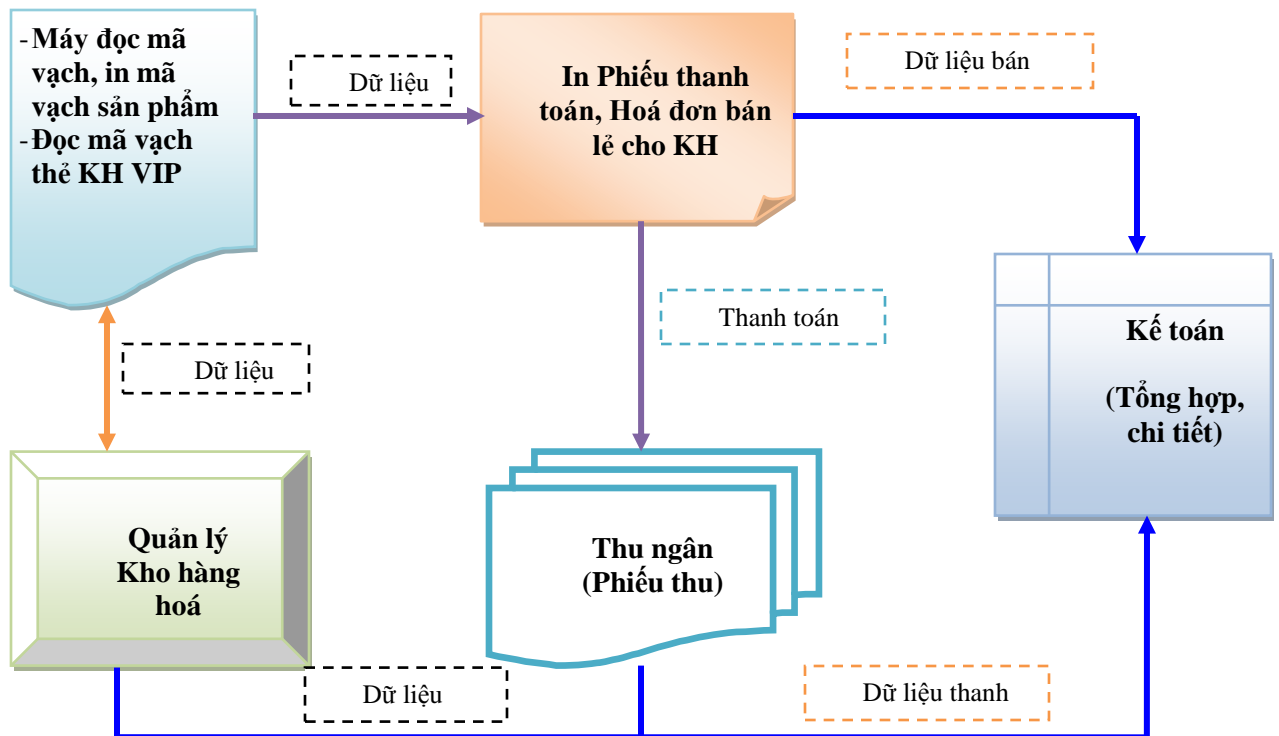 - Máy đọc mã
vạch, in mã
vạch sản phẩm
- Đọc mã vạch
thẻ KH VIP
Dữ liệu
In Phiếu thanh
toán, Hoá đơn bán
lẻ cho KH
Dữ liệu bán
Thanh toán
Kế toán
(Tổng hợp,
chi tiết)
Dữ liệu
Quản lý
Kho hàng
hoá
Thu ngân
(Phiếu thu)
Dữ liệu
Dữ liệu thanh